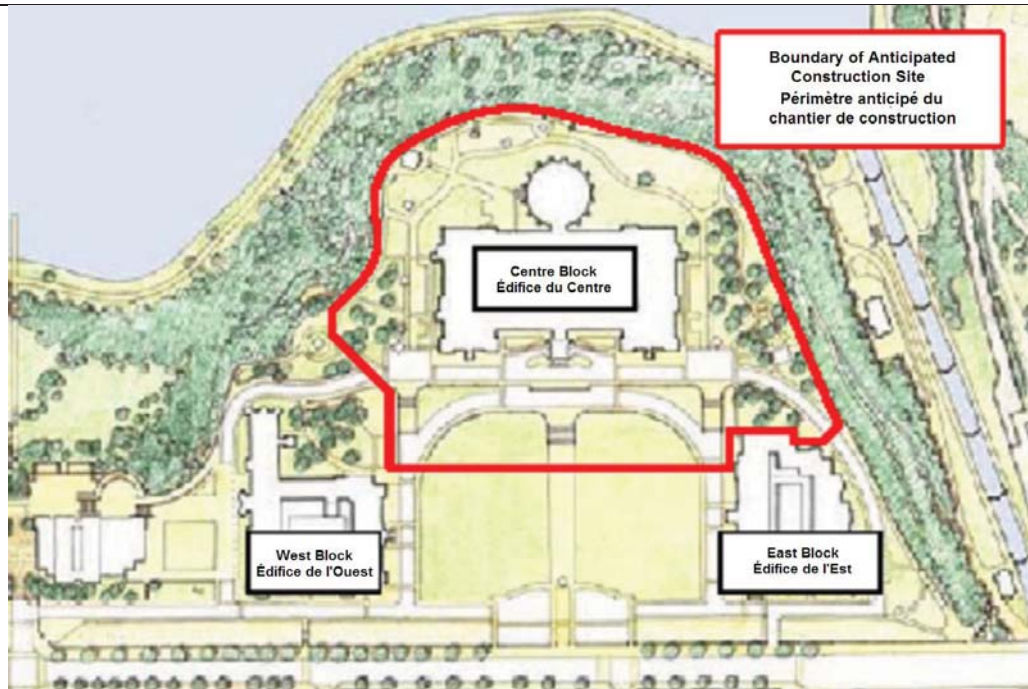 Boundary of Anticipated
Construction Site
Périmètre anticipé du
chantier de construction
Centre Block
Édifice du Centre
West Block
Édifice de l'Ouest
East Block
Édifice de l'Est